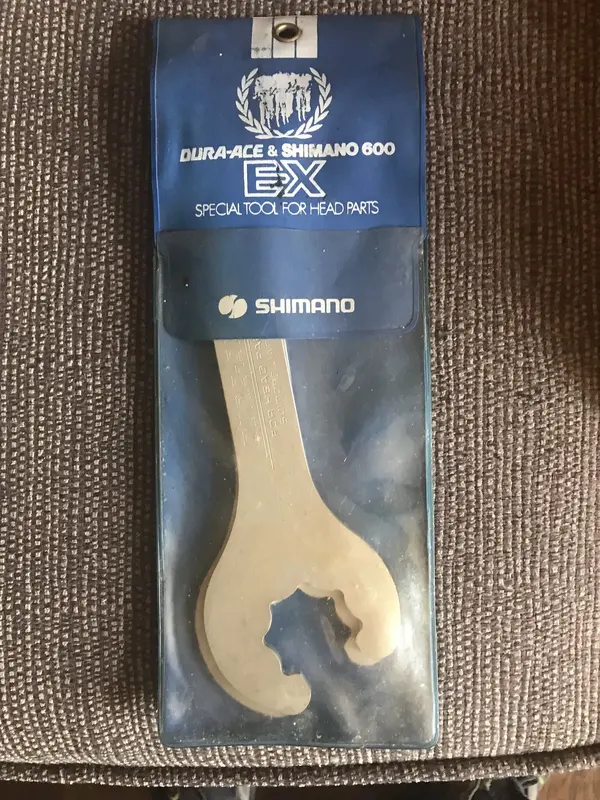 DURA-ACE & SHIMANO 600
EX
SPECIAL TOOL FOR HEAD PARTS
SHIMANO